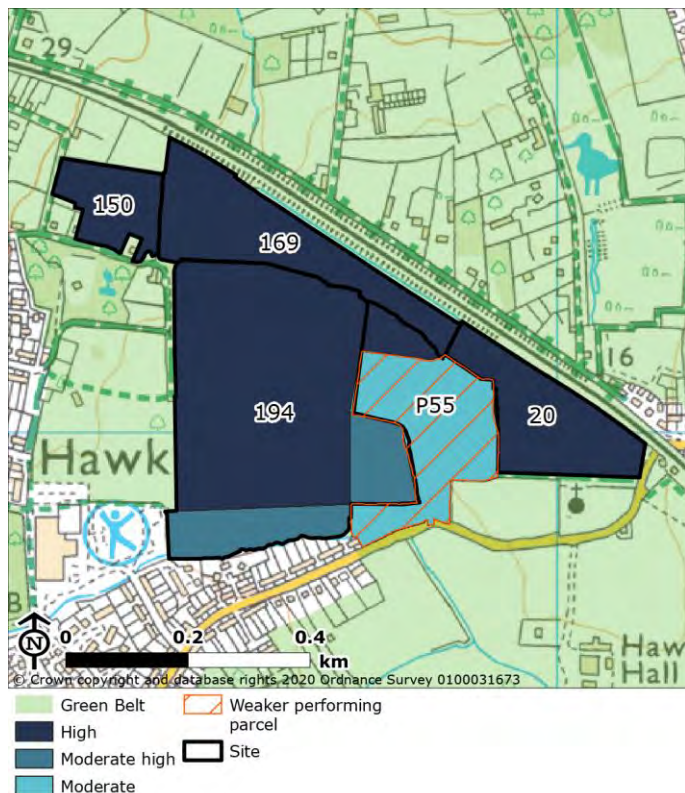 29
150
169
194
P55
20
16
Hawk
B
Haw
Hall
N
0 0.2 0.4
km
© Crown copyright and database rights 2020 Ordnance Survey 0100031673
Green Belt
High
Moderate high
Moderate
Weaker performing
parcel
Site